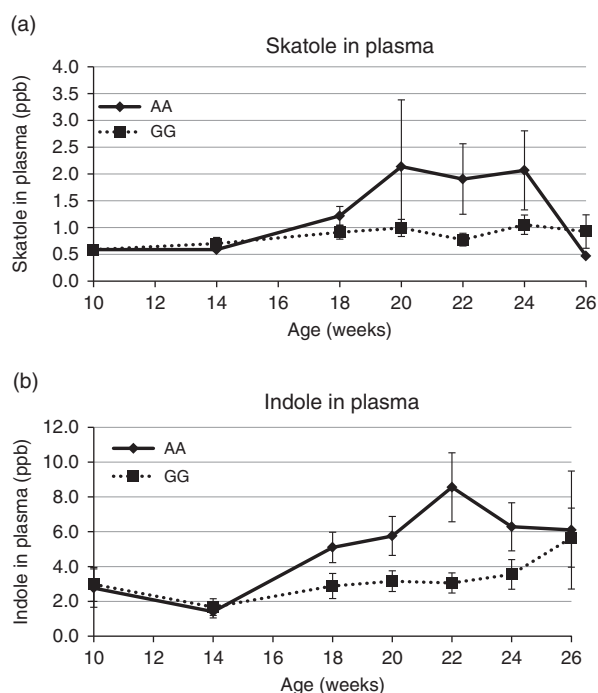 (a)
Skatole in plasma
4.0
3.5
3.0
2.5
2.0
1.5
1.0
0.5
0.0
Skatole in plasma (ppb)
AA
GG
10 12 14 16 18 20 22 24 26
Age (weeks)
(b)
Indole in plasma
12.0
10.0
8.0
6.0
4.0
2.0
0.0
Indole in plasma (ppb)
AA
GG
10 12 14 16 18 20 22 24 26
Age (weeks)